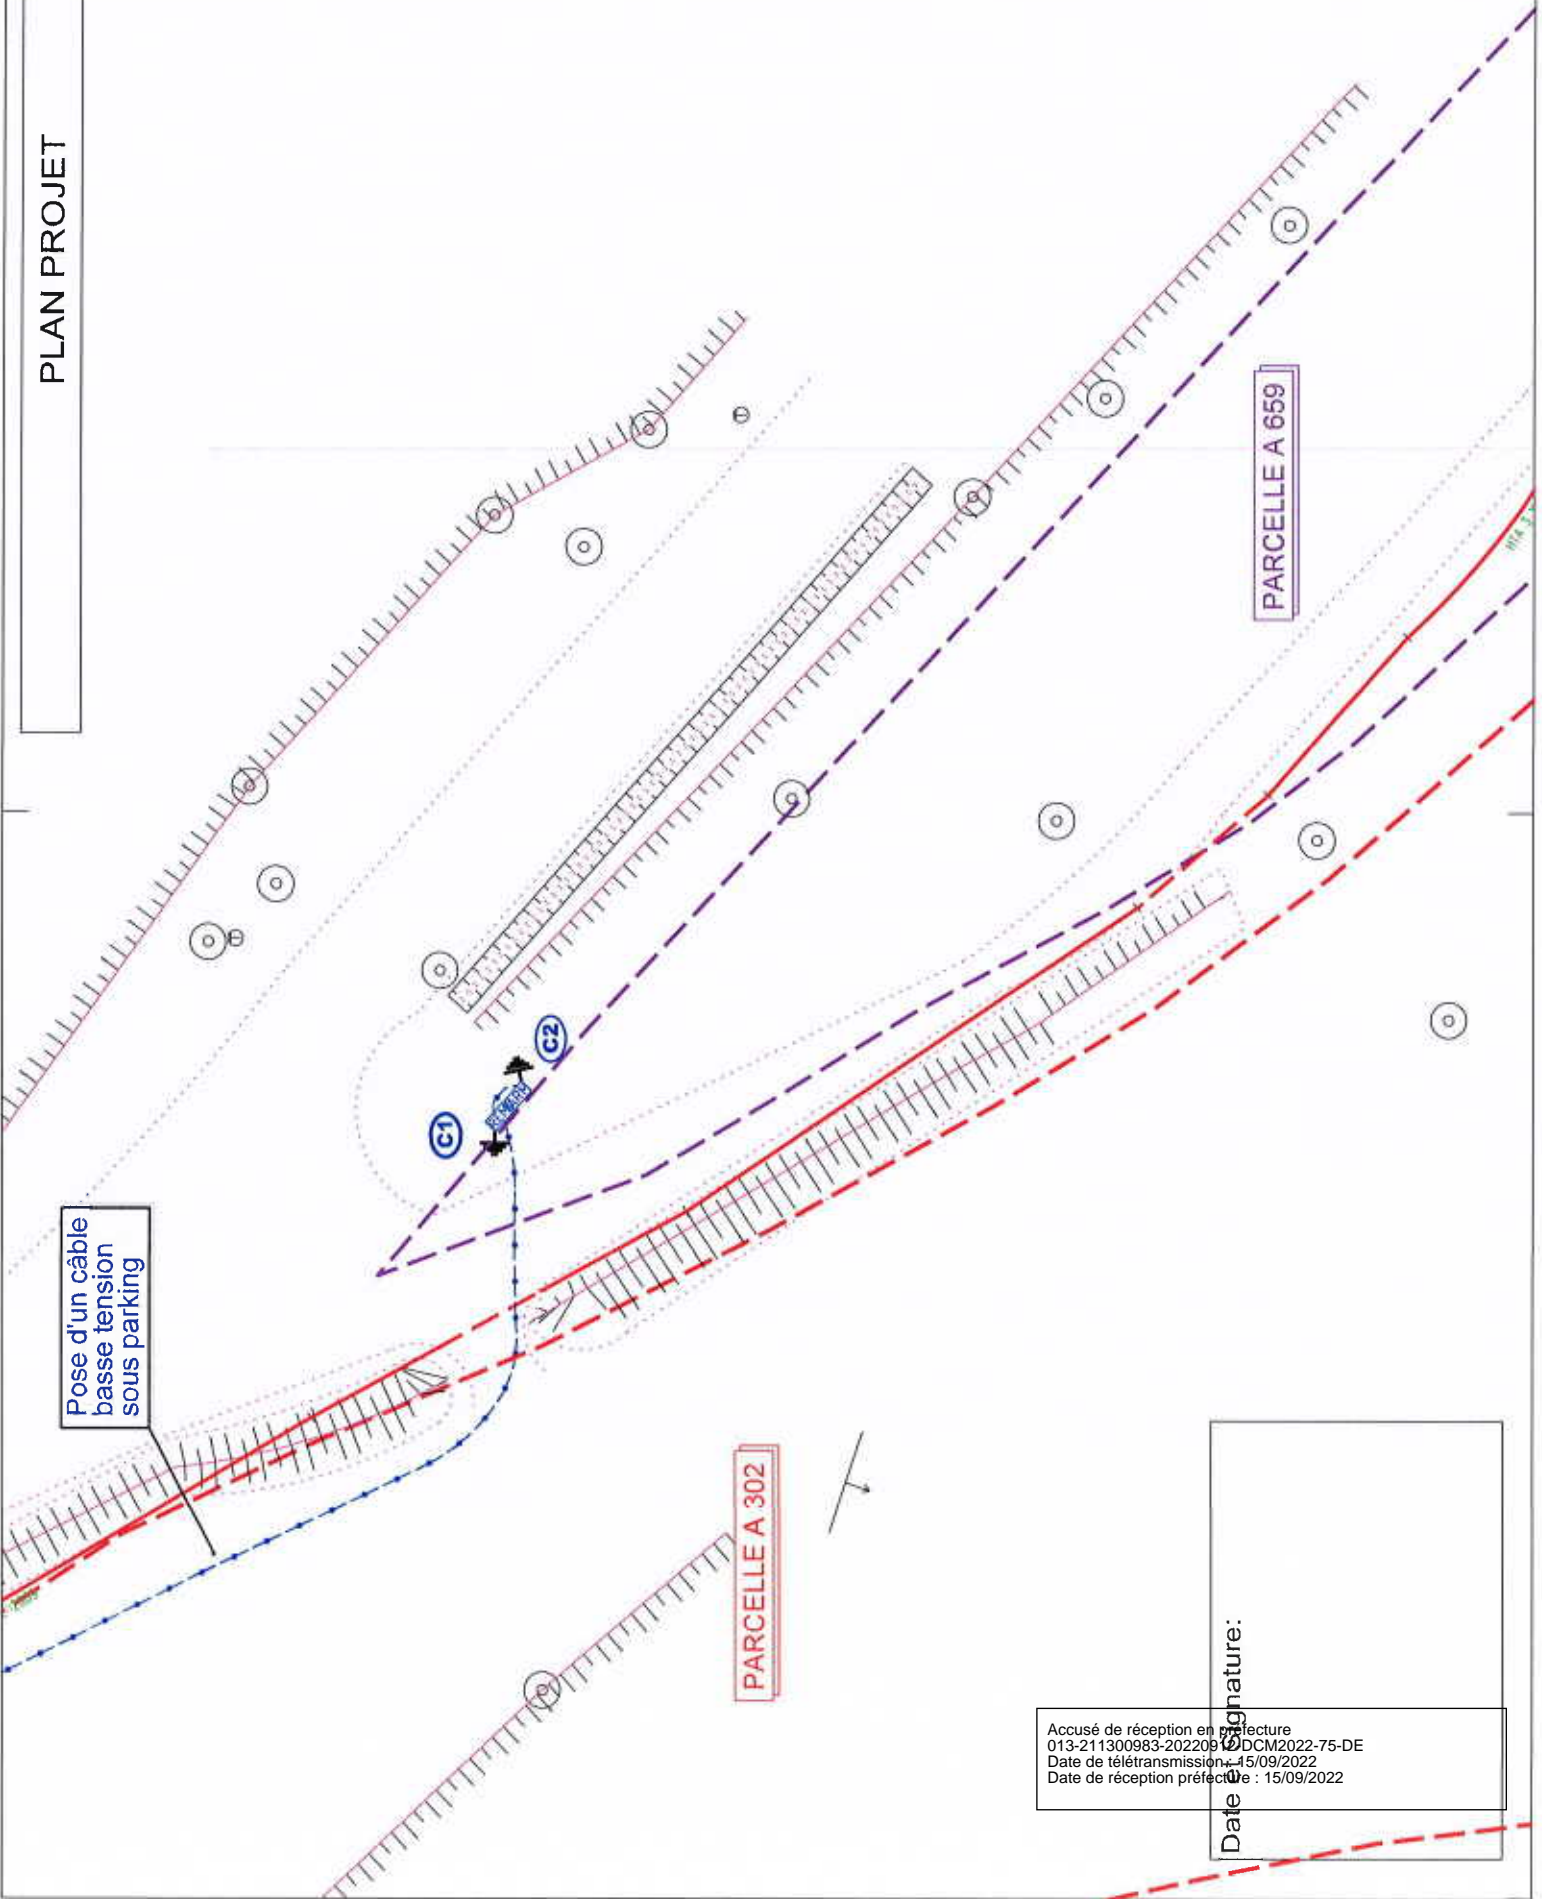 PLAN PROJET
Pose d'un câble
basse tension
sous parking
C1
C2
PARCELLE A 659
PARCELLE A 302
Date et Signature:
Accusé de réception en préfecture
013-211300983-20220912-DCM2022-75-DE
Date de télétransmission : 15/09/2022
Date de réception préfecture : 15/09/2022